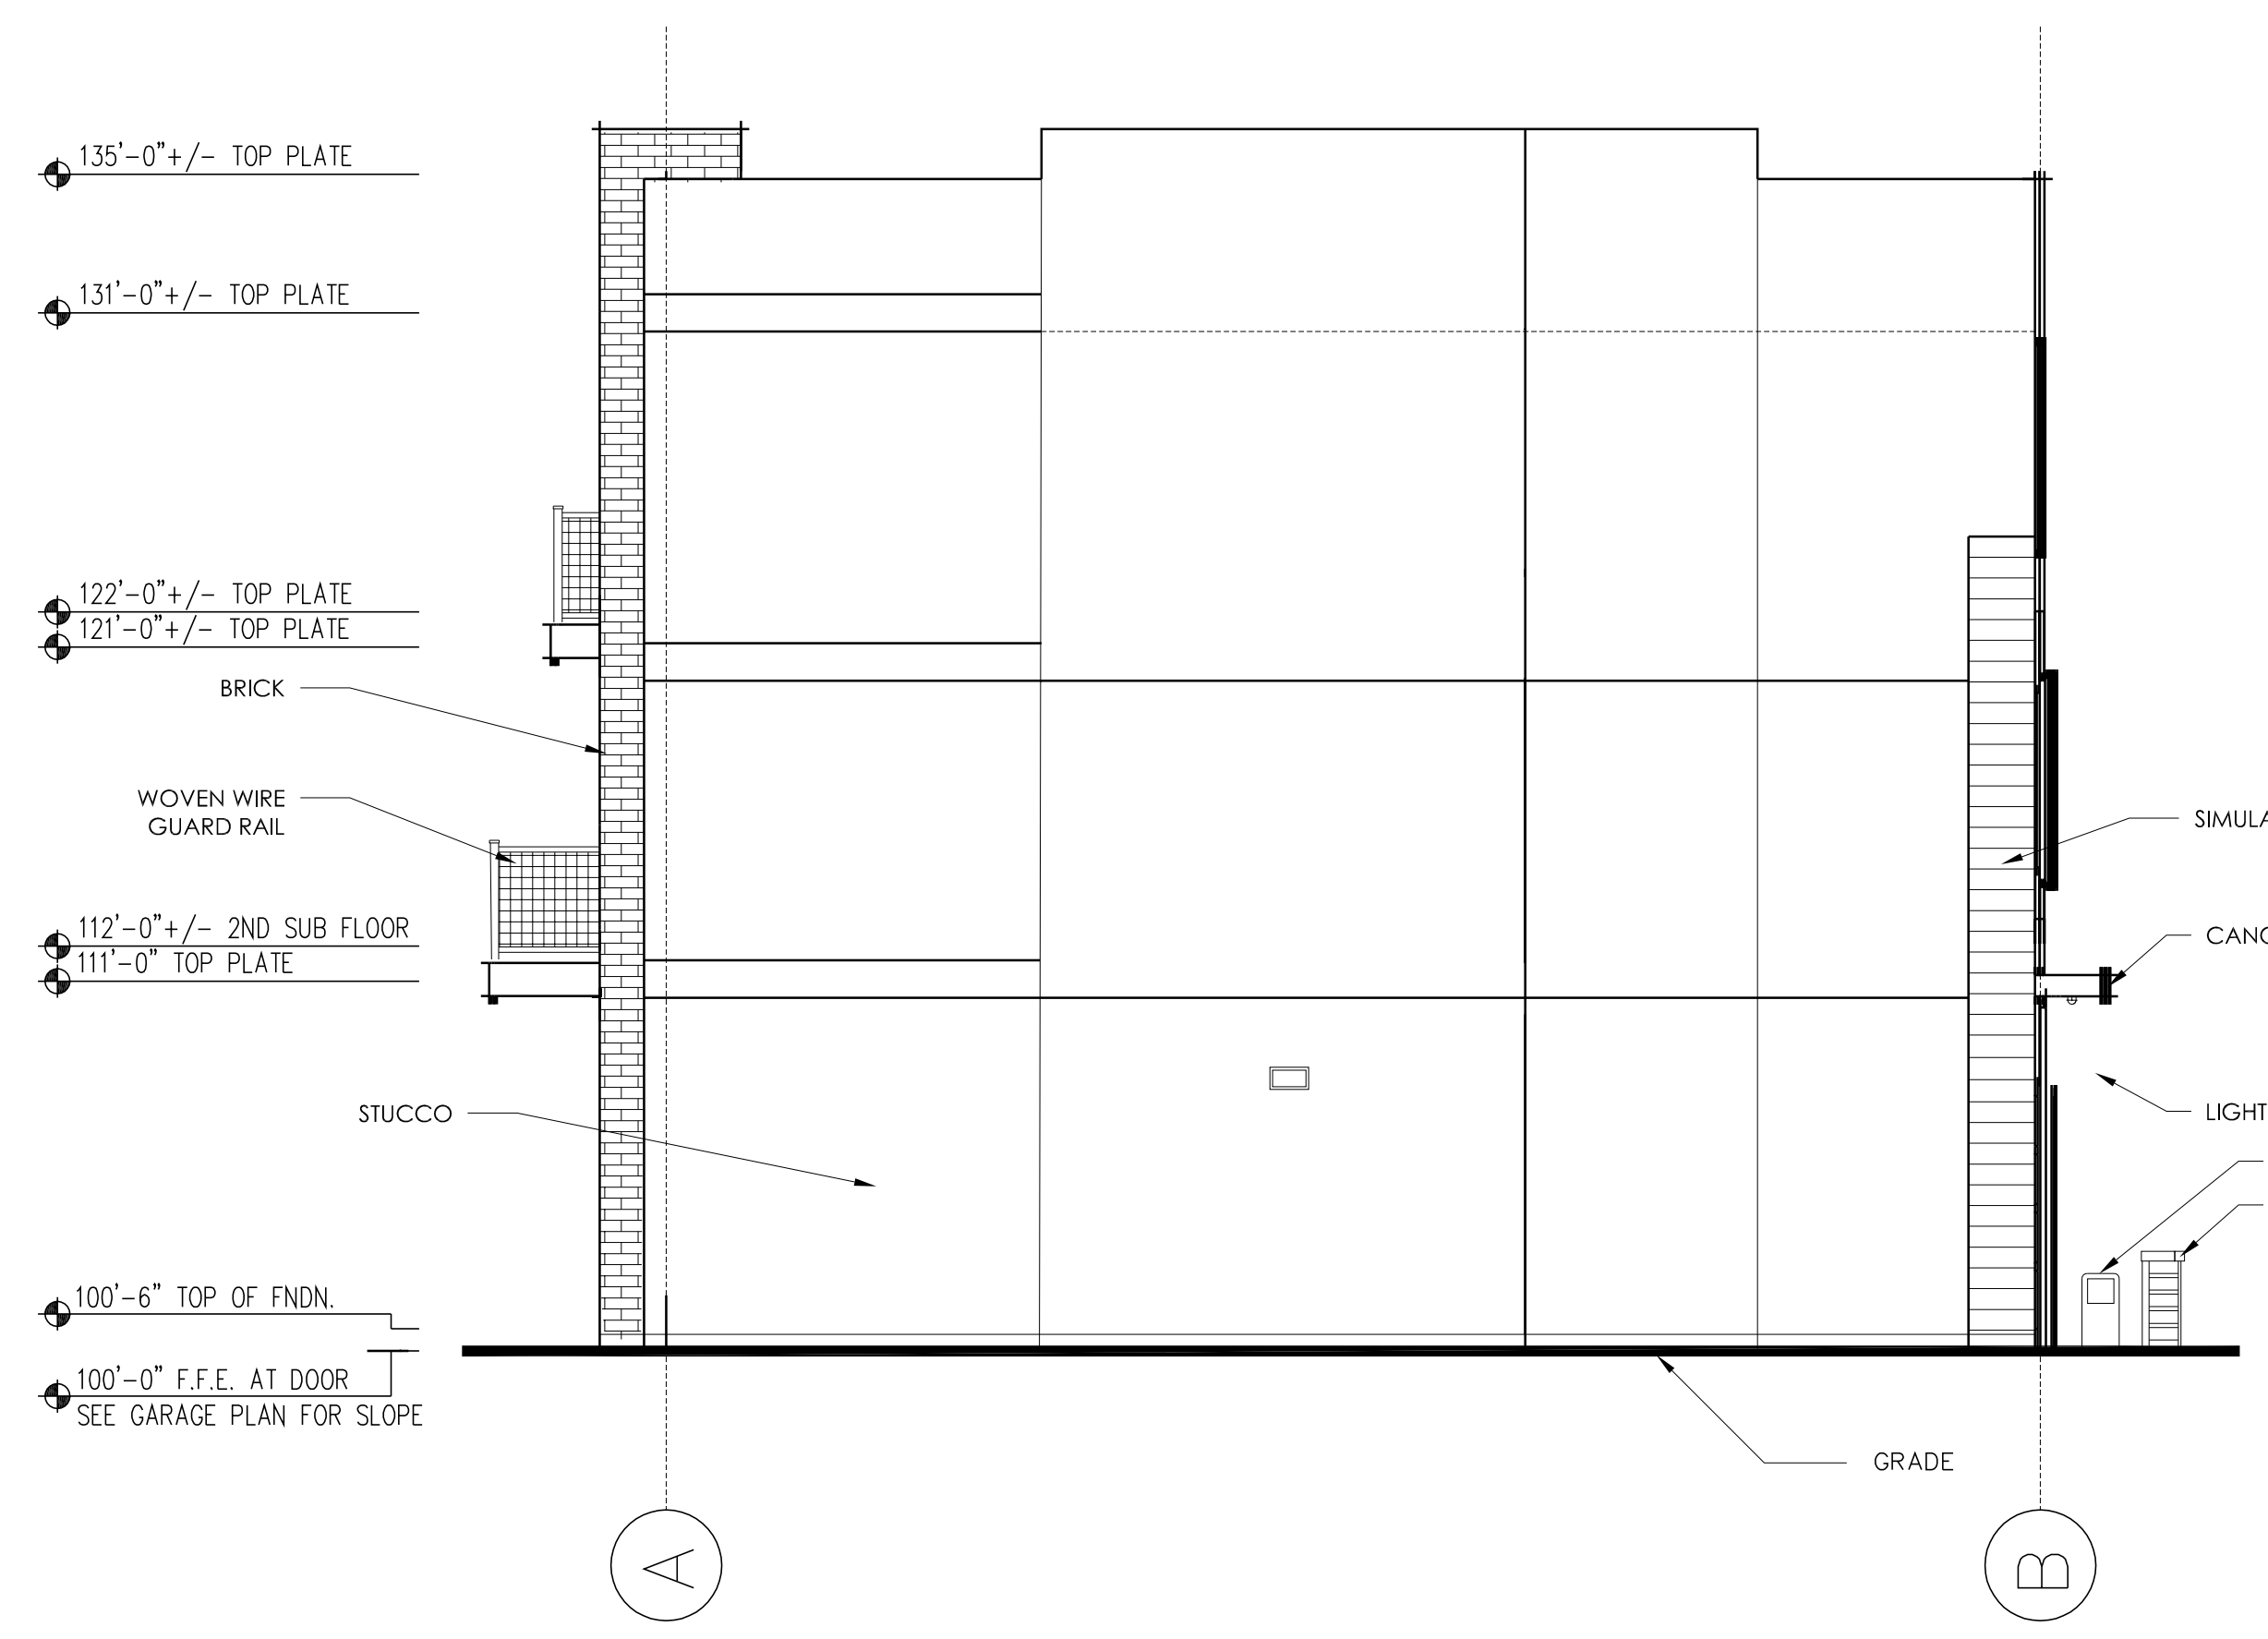 135'-0"+/- TOP PLATE
131'-0"+/- TOP PLATE
122'-0"+/- TOP PLATE
121'-0"+/- TOP PLATE
BRICK
WOVEN WIRE
GUARD RAIL
SIMULA
112'-0"+/- 2ND SUB FLOOR
CANO
111'-0" TOP PLATE
STUCCO
LIGHT
100'-6" TOP OF FNDN.
100'-0" F.F.E. AT DOOR
SEE GARAGE PLAN FOR SLOPE
GRADE
A
B